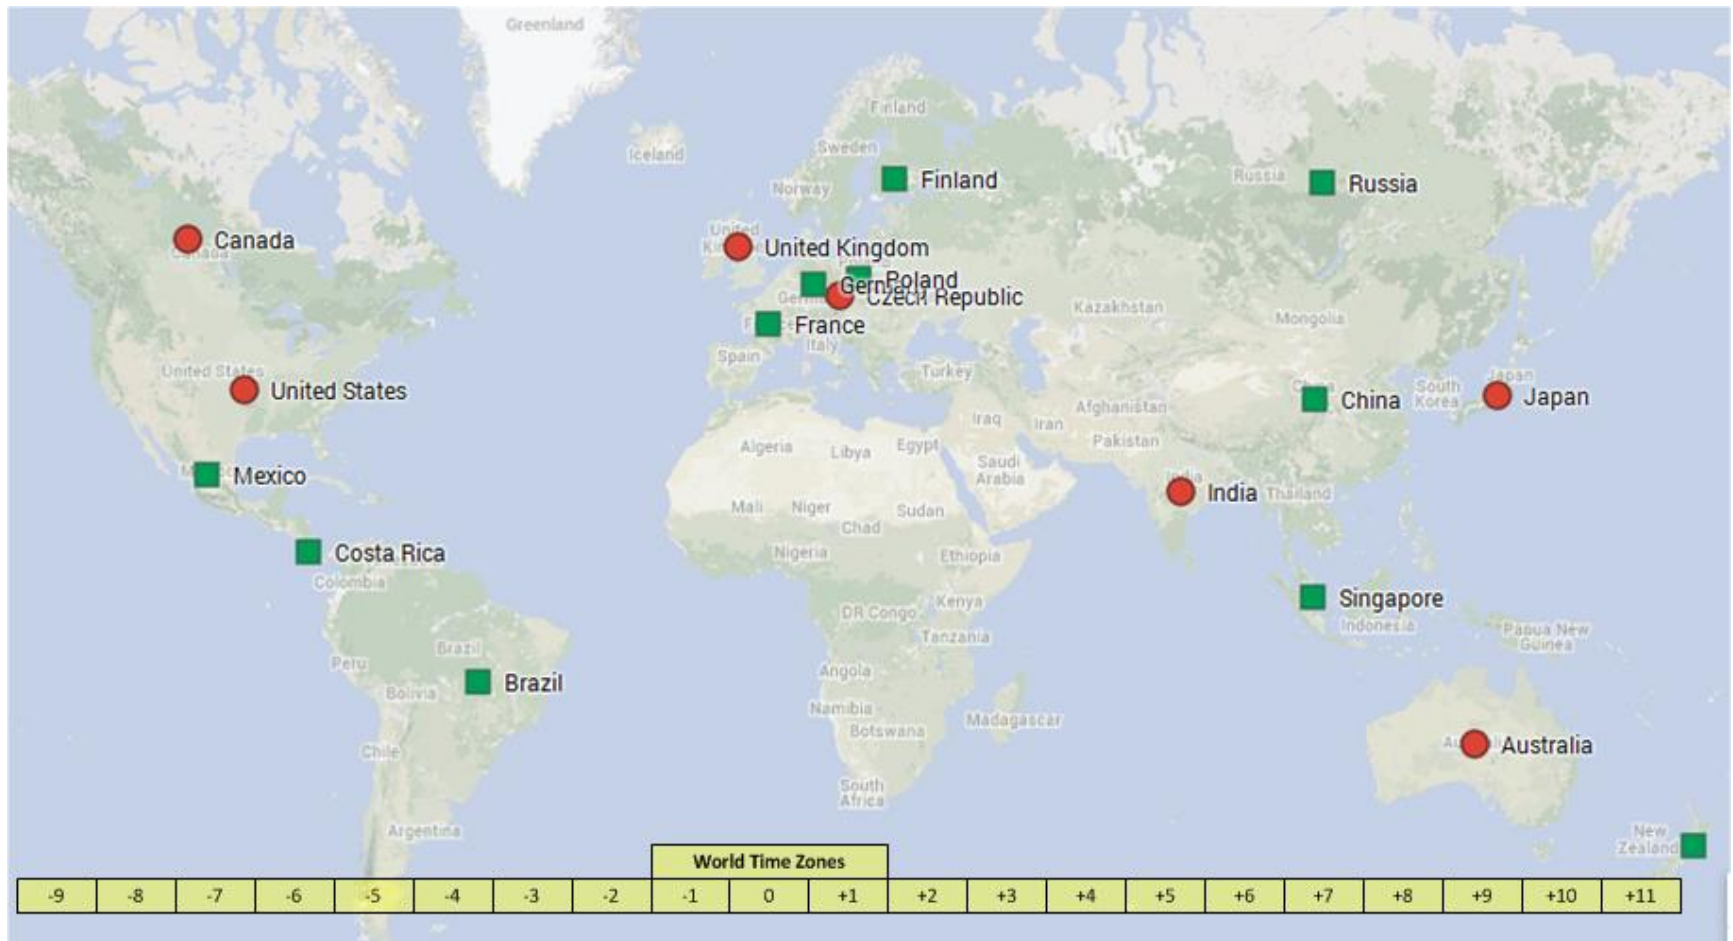 Greenland
Finland
Iceland
Sweden
Finland
Norway
Russia
Russia
United
Canada
United Kingdom
Canada
Poland
Germany
Czech Republic
Kazakhstan
France
Mongolia
Italy
Spain
United States
Turkey
United States
China
South
Korea
Japan
Japan
Afghanistan
Iraq
Iran
Algeria
Libya
Egypt
Pakistan
Saudi
Arabia
Mexico
India
India
Thailand
Mali
Niger
Sudan
Chad
Nigeria
Ethiopia
Costa Rica
Colombia
DR Congo
Kenya
Singapore
Indonesia
Tanzania
Papua New
Guinea
Brazil
Peru
Bolivia
Brazil
Angola
Namibia
Botswana
Madagascar
Chile
Australia
South
Africa
Argentina
New
Zealand
World Time Zones
-9 -8 -7 -6 -5 -4 -3 -2 -1 0 +1 +2 +3 +4 +5 +6 +7 +8 +9 +10 +11